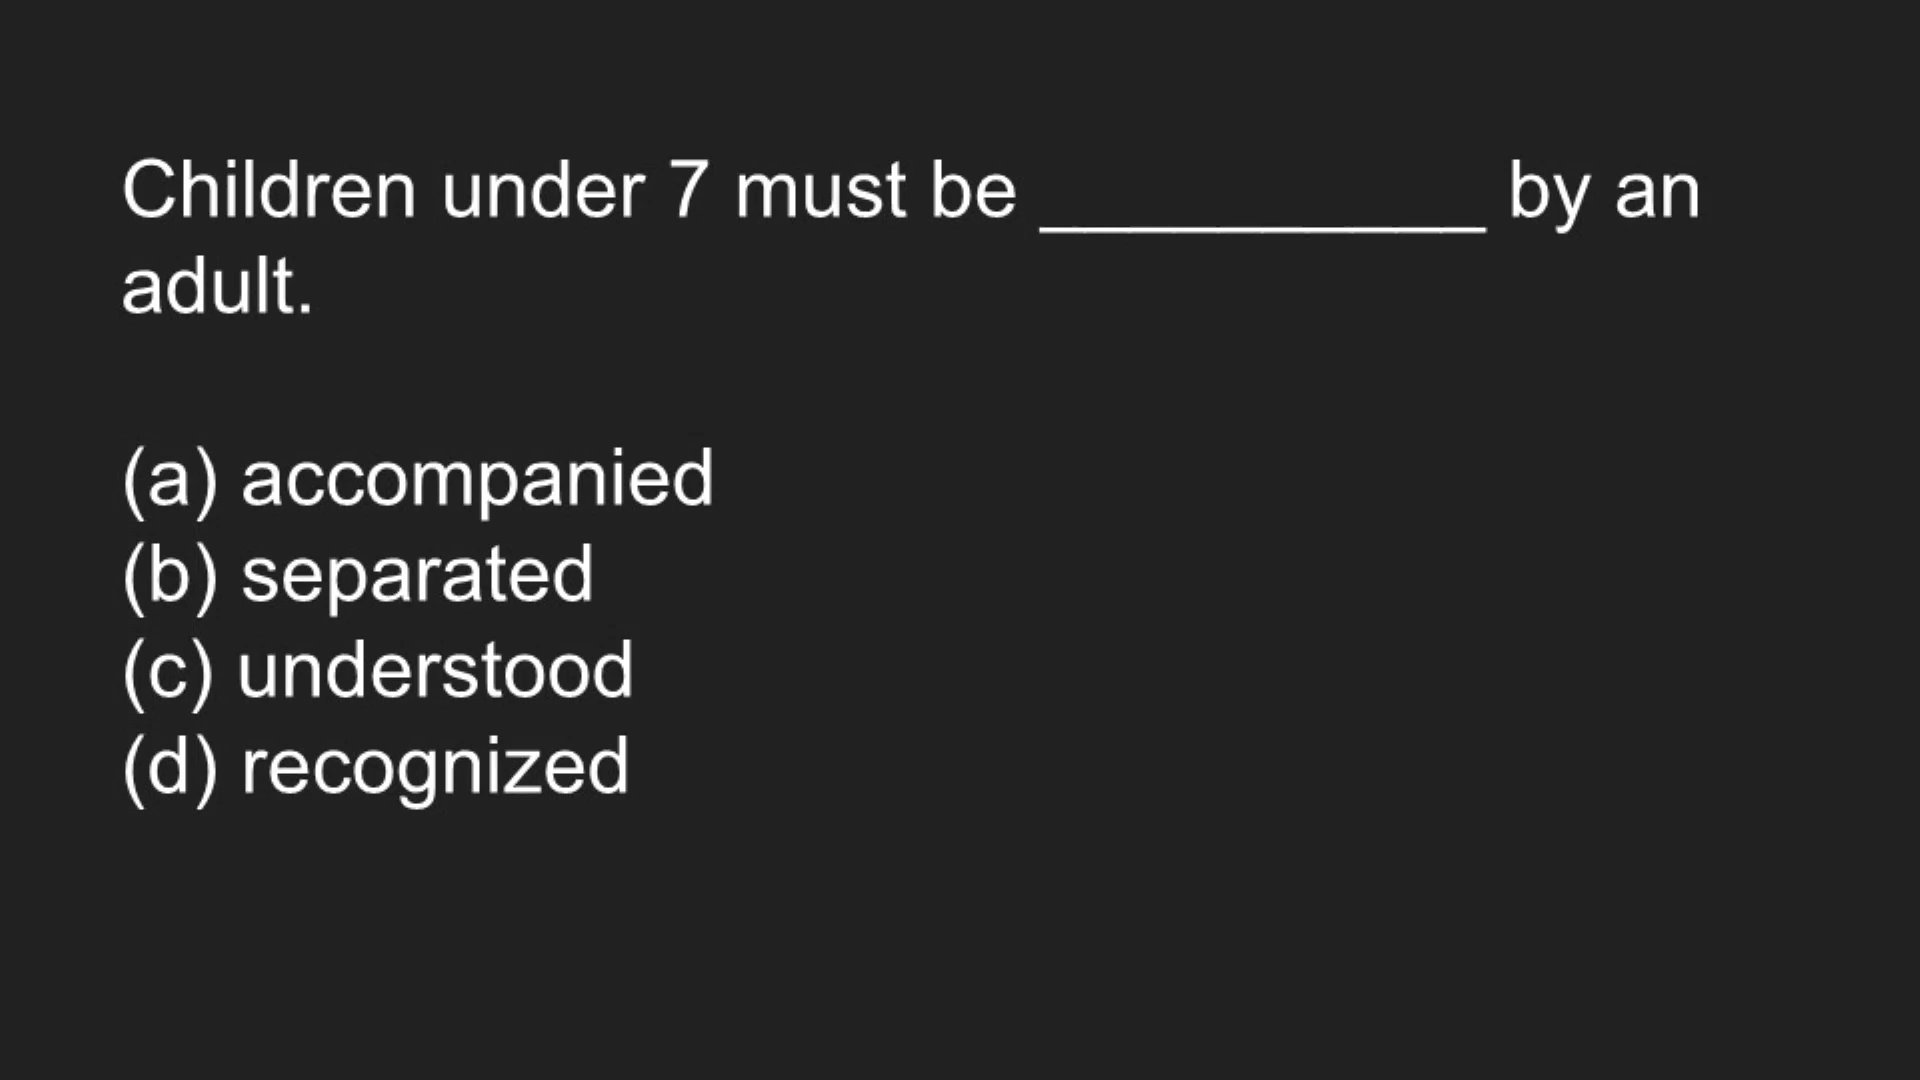 Children under 7 must be ____________ by an
adult.
(a) accompanied
(b) separated
(c) understood
(d) recognized